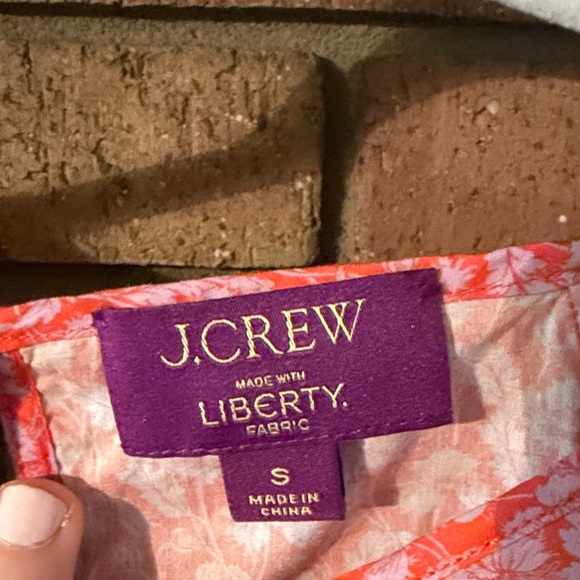 J.CREW
MADE WITH
LIBERTY.
FABRIC
S
MADE IN
CHINA